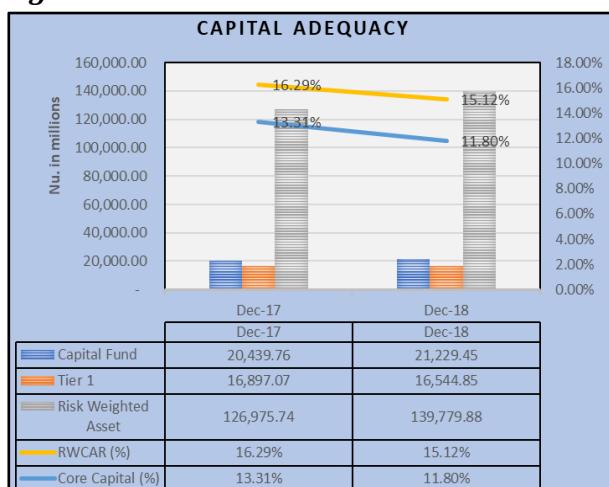 CAPITAL ADEQUACY
Nu. in millions
160,000.00
140,000.00
120,000.00
100,000.00
80,000.00
60,000.00
40,000.00
20,000.00
-
18.00%
16.00%
14.00%
12.00%
10.00%
8.00%
6.00%
4.00%
2.00%
0.00%
16.29%
15.12%
13.31%
11.80%
Dec-17 Dec-18
Dec-17 Dec-18
Capital Fund 20,439.76 21,229.45
Tier 1 16,897.07 16,544.85
Risk Weighted
Asset 126,975.74 139,779.88
RWCAR (%) 16.29% 15.12%
Core Capital (%) 13.31% 11.80%